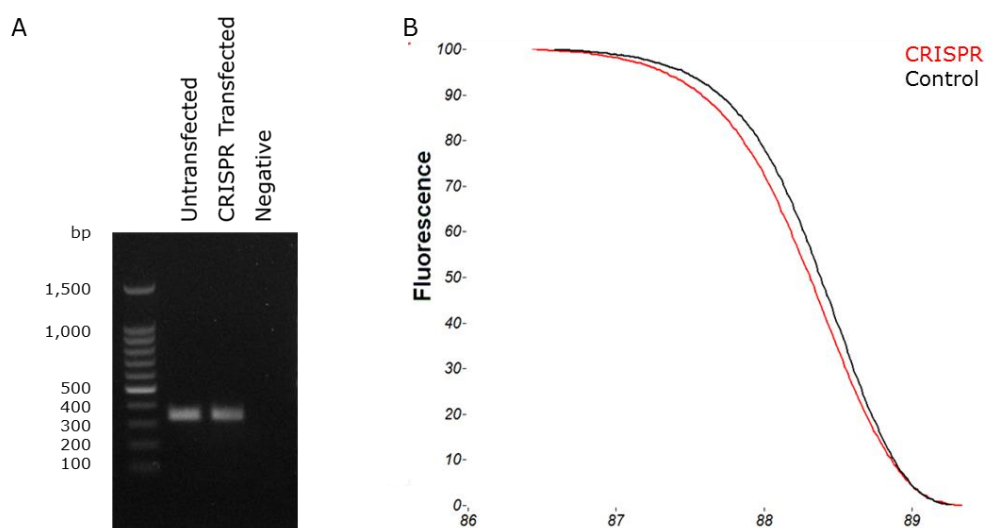 A
Untransfected
CRISPR Transfected
Negative
bp
1,500
1,000
500
400
300
200
100
B
CRISPR
Control
Fluorescence
100-
90-
80-
70-
60-
50-
40-
30-
20-
10-
0-
86
87
88
89